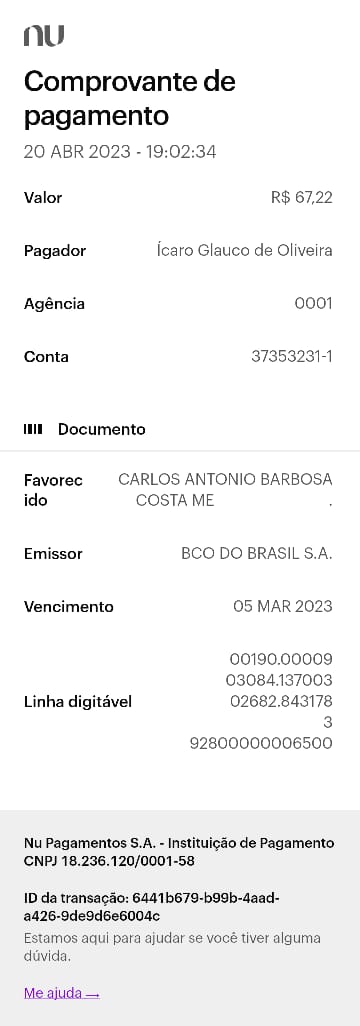 nu
Comprovante de
pagamento
20 ABR 2023 - 19:02:34
Valor R$ 67,22
Pagador Ícaro Glauco de Oliveira
Agência 0001
Conta 37353231-1
Documento
Favorec CARLOS ANTONIO BARBOSA
ido COSTA ME .
Emissor BCO DO BRASIL S.A.
Vencimento 05 MAR 2023
00190.00009
03084.137003
Linha digitável 02682.843178
3
92800000006500
Nu Pagamentos S.A. - Instituição de Pagamento
CNPJ 18.236.120/0001-58
ID da transação: 6441b679-b99b-4aad-
a426-9de9d6e6004c
Estamos aqui para ajudar se você tiver alguma
dúvida.
Me ajuda →